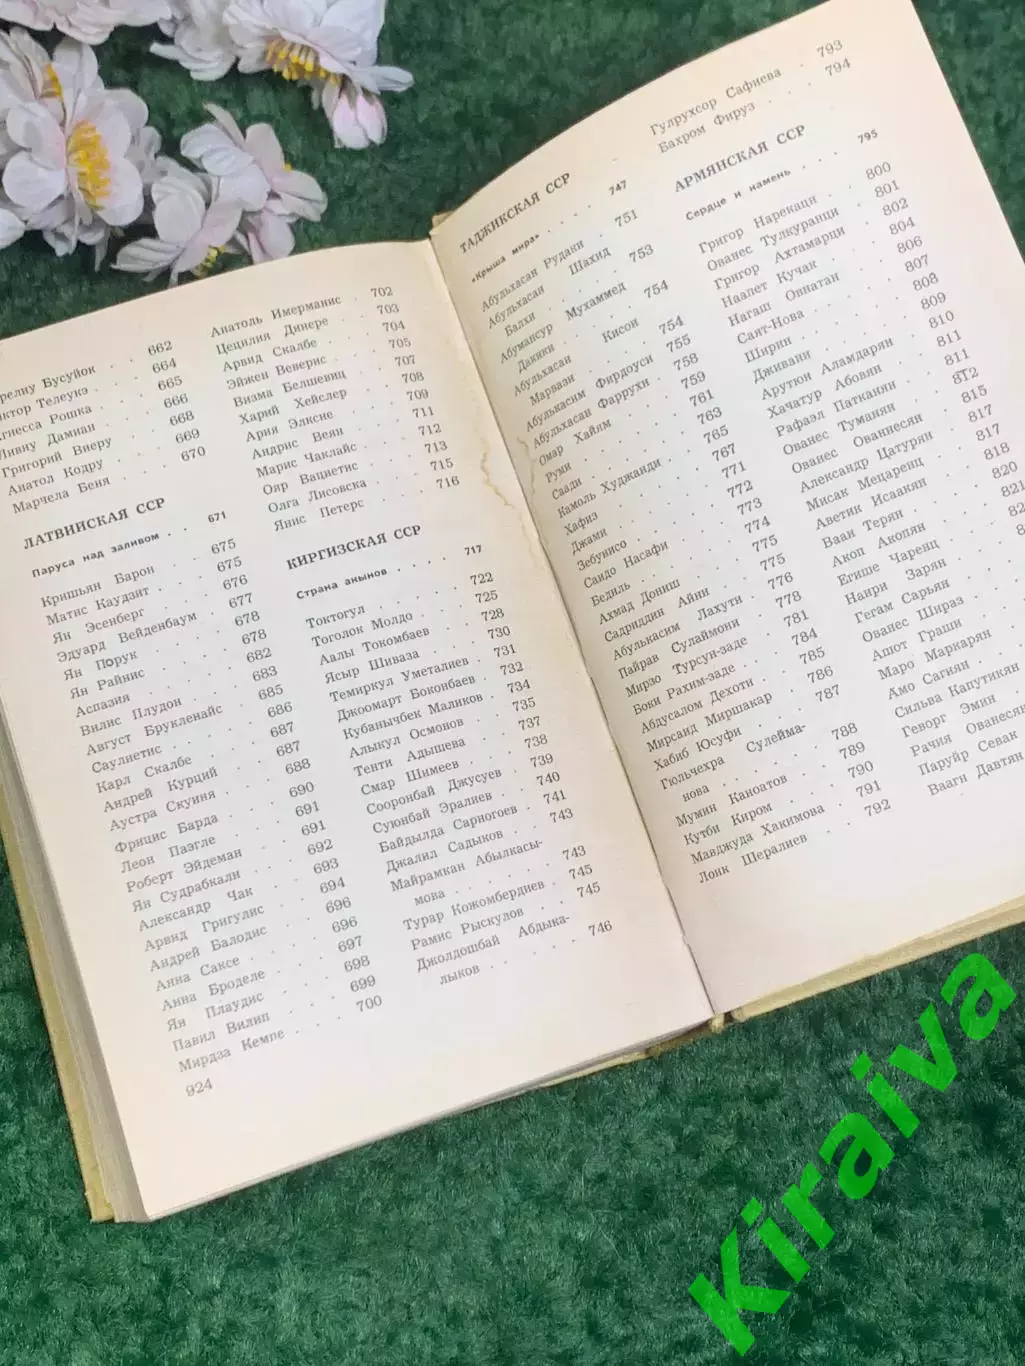 релиу Бусуйок . 662
ктор Телеукэ . . . . 664
гнесса Рошка . . . 665
Ливиу Дамиан . . . . 666
Григорий Виеру . . . 668
Анатол Кодру . . . . 669
Марчела Беня . . . . 670
ЛАТВИНСКАЯ ССР
Паруса над заливом . . 671
Кришьян Барон . . . 675
Матис Каудзит . . . 675
Ян Эсенберг . . . . 676
Эдуард Вейденбаум . 677
Ян Порук . . . . 678
Ян Райнис . . . . 678
Аспазия . . . . 682
Вилис Плудон . . . 683
Август Брукленайс . . 685
Саулиетис . . . . 686
Карл Скалбе . . . . 687
Андрей Курций . . . 687
Аустра Скуиня . . . 688
Фрицис Барда . . . 690
Леон Паэгле . . . . 691
Роберт Эйдеман . . . 691
Ян Судрабкали . . . 692
Александр Чак . . . 693
Арвид Григулис . . . 694
Андрей Балодис . . . 696
Анна Саксе . . . . 696
Анна Броделе . . . 697
Ян Плаудис . . . . 698
Павил Вилип . . . . 699
Мирдза Кемпе . . . 700
924
Анатоль Имерманис . 702
Цецилия Динере . . . 703
Арвид Скалбе . . . 704
Эйжен Веверис . . . 705
Визма Белшевиц . . . 707
Харий Хейслер . . . 708
Ария Элксне . . . . 709
Андрис Веян . . . . 711
Марис Чаклайс . . . 712
Ояр Вациетис . . . 713
Олга Лисовска . . . 715
Янис Петерс . . . . 716
КИРГИЗСКАЯ ССР
Страна акынов . . . . 717
Токтогул . . . . . 722
Тоголок Молдо . . . 725
Аалы Токомбаев . . . 728
Ясыр Шиваза . . . . 730
Темиркул Уметалиев . 731
Джоомарт Боконбаев . 732
Кубанычбек Маликов . 734
Алыкул Осмонов . . . 735
Тенти Адышева . . . 737
Смар Шимеев . . . . 738
Сооронбай Джусуев . . 739
Суюнбай Эралиев . . . 740
Байдылда Сарногоев . . 741
Джалил Садыков . . . 743
Майрамкан Абылкасы-
мова . . . . . 743
Турар Кожомбердиев . 745
Рамис Рыскулов . . . 745
Джолдошбай Абдыка-
лыков . . . . . 746
ТАДЖИКСКАЯ ССР
«Крыша мира» . . . . 747
Абульхасан Рудаки . . 751
Абульхасан Шахид
Балхи . . . . . 753
Абумансур Мухаммед
Дакики . . . . . 754
Абульхасан Кисои
Марвази . . . . 754
Абулькасим Фирдоуси . 755
Абульхасан Фаррухи . 758
Омар Хайям . . . . 759
Руми . . . . . . 761
Саади . . . . . . 763
Камоль Худжанди . . 765
Хафиз . . . . . . 767
Джами . . . . . . 771
Зебунисо . . . . . 772
Саидо Насафи . . . 773
Бедиль . . . . . . 774
Ахмад Дониш . . . . 775
Садриддин Айни . . . 775
Абулькасим Лахути . . 776
Пайрав Сулаймони . . 778
Мирзо Турсун-заде . . 781
Боки Рахим-заде . . . 784
Абдусалом Дехоти . . 785
Мирсаид Миршакар . . 786
Хабиб Юсуфи . . . . 787
Гюльчехра Сулейма-
нова . . . . . 788
Мумин Каноатов . . . 789
Кутби Киром . . . . 790
Мавджуда Хакимова . 791
Лоик Шералиев . . . 792
Гулрухсор Сафиева . 793
Бахром Фируз . . . 794
АРМЯНСКАЯ ССР
Сердце и камень . . . 795
Григор Нарекаци . . 800
Ованес Тулкуранци . . 801
Григор Ахтамарци . . 802
Наапет Кучак . . . . 804
Нагаш Овнатан . . . 806
Саят-Нова . . . . 807
Ширин . . . . . 808
Дживани . . . . . 809
Арутюн Аламдарян . . 810
Хачатур Абовян . . . 811
Рафаэл Патканян . . 811
Ованес Туманян . . . 812
Ованес Ованнесян . . 815
Александр Цатурян . . 817
Мисак Мецаренц . . . 817
Аветик Исаакян . . . 818
Ваан Терян . . . . 820
Акоп Акопян . . . . 821
Егише Чаренц
Наири Зарян
Гегам Сарьян
Ованес Шираз
Ашот Граши
Маро Маркарян
Амо Сагиян
Сильва Капутикян
Геворг Эмин
Рачия Ованесян
Паруйр Севак
Ваагн Давтян
Kiraiva